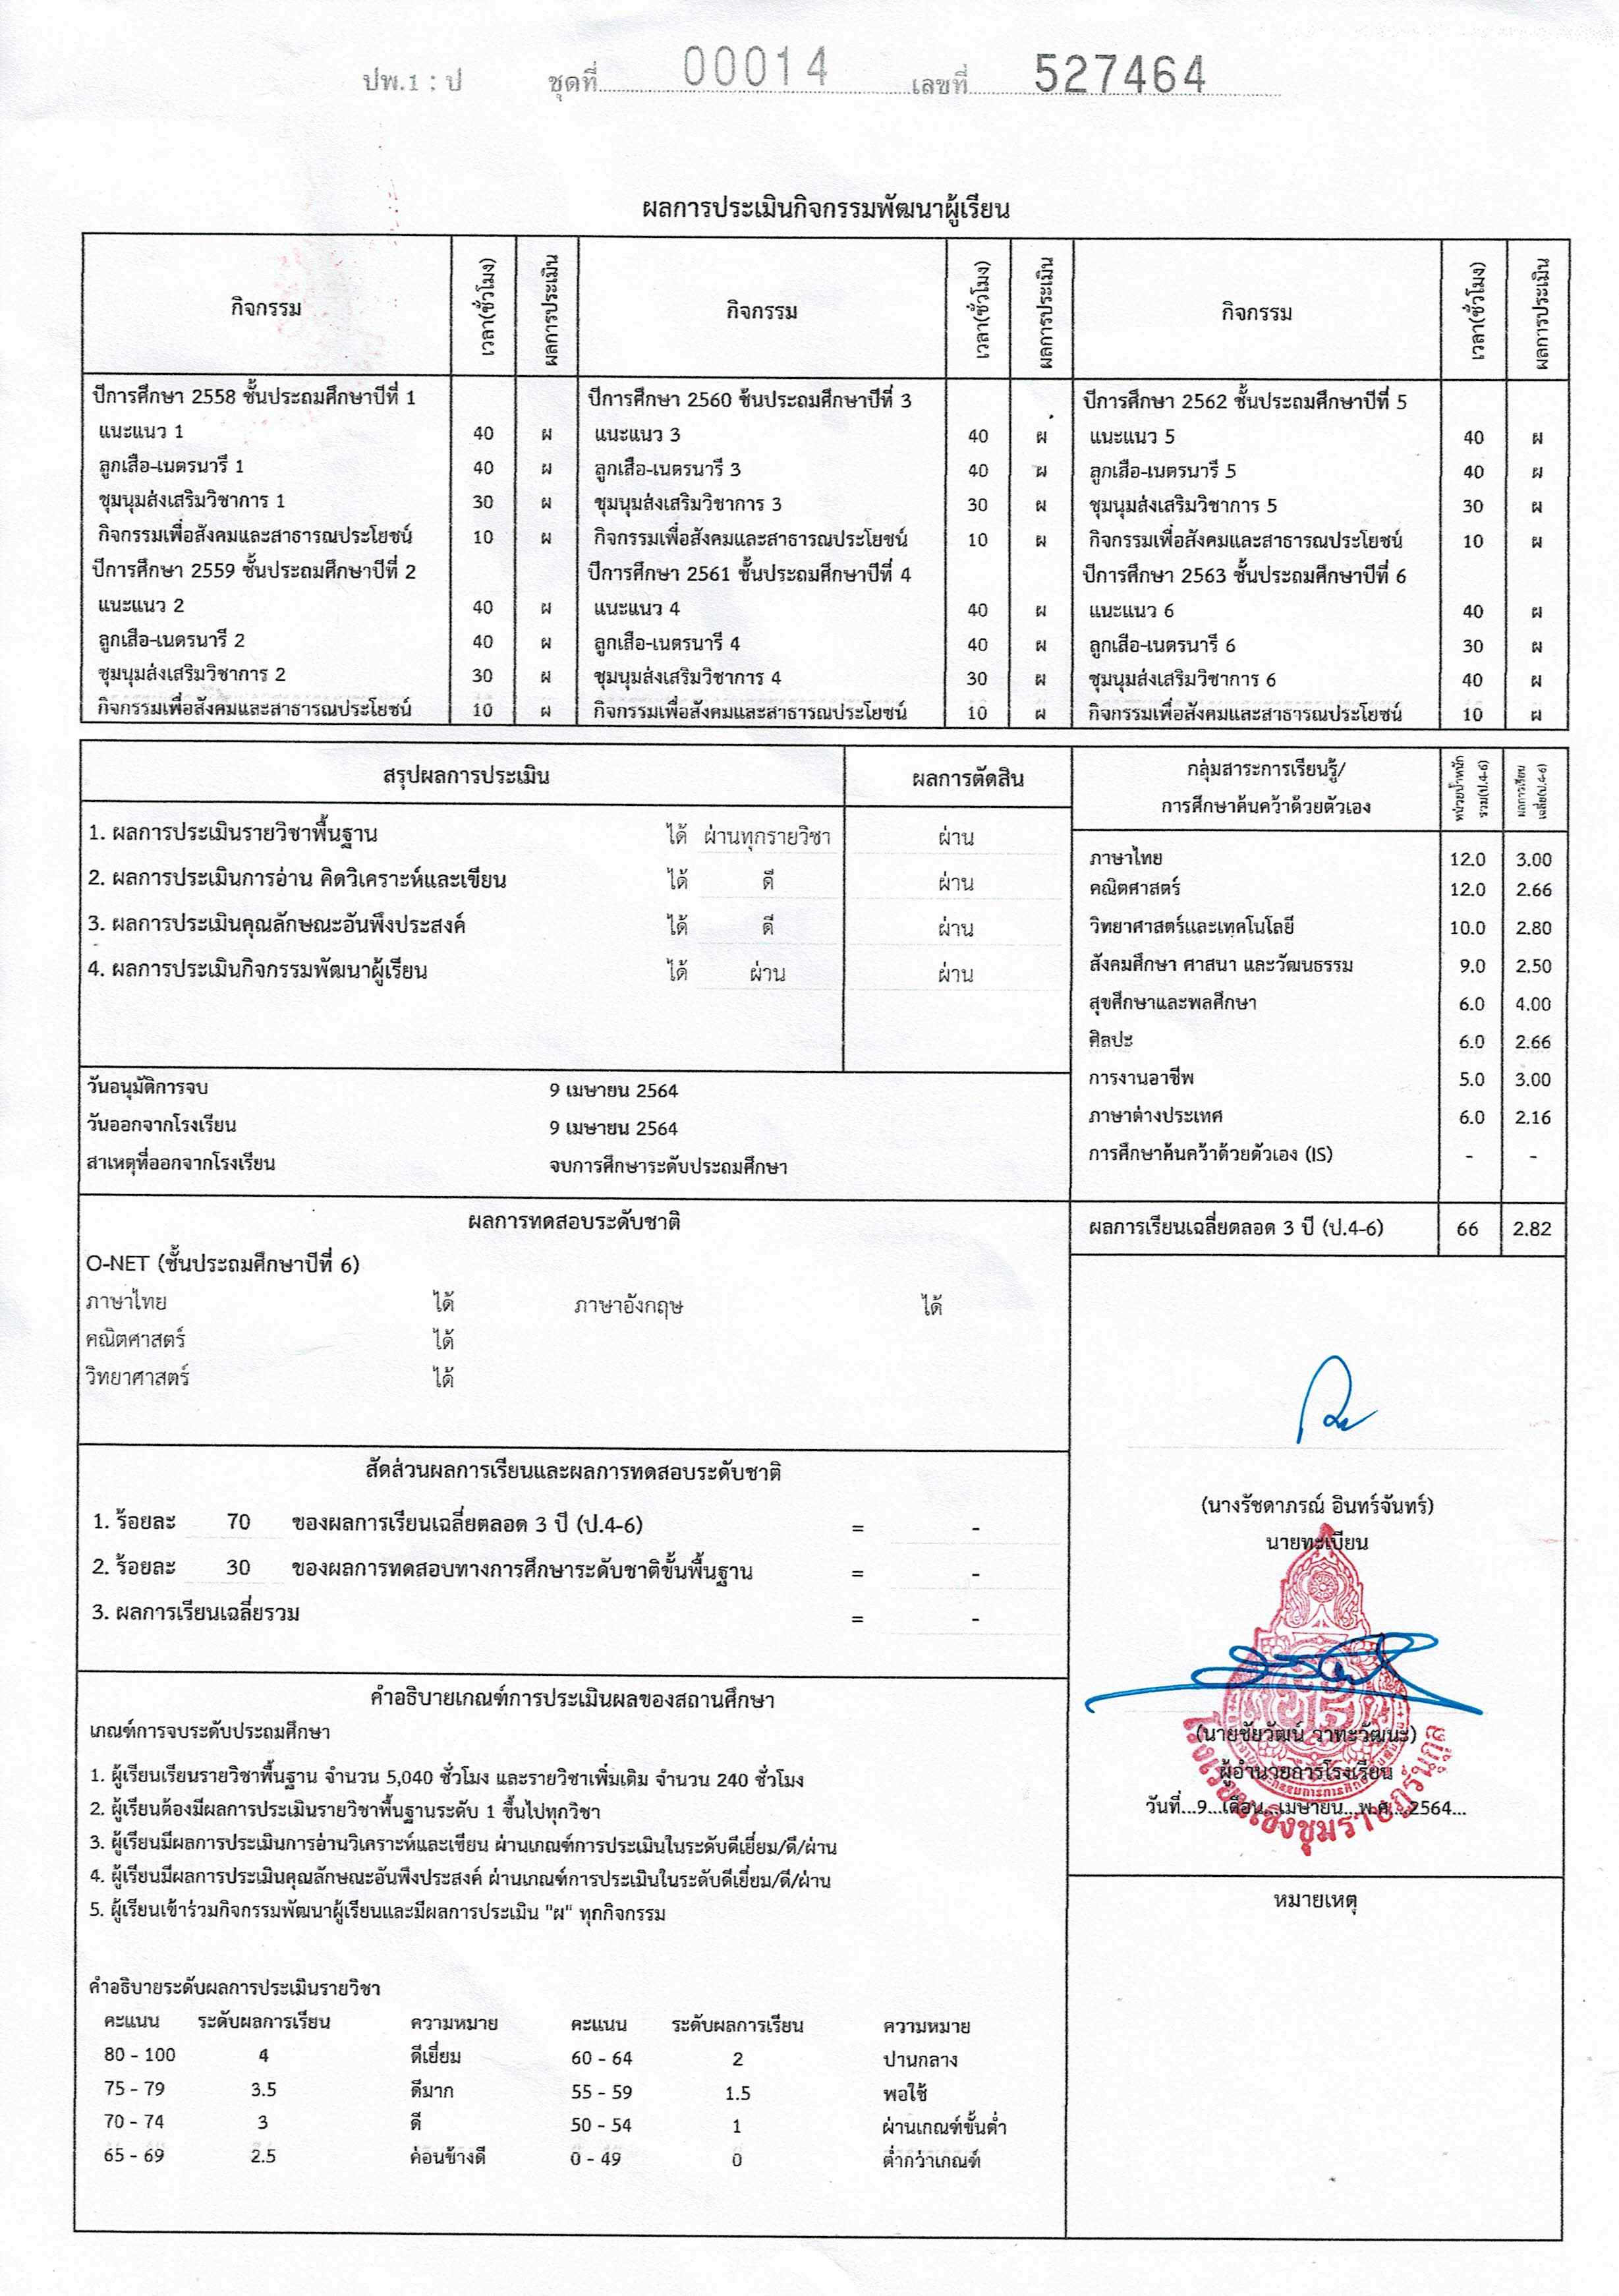 ปพ.1 : ป ชุดที่ 00014 เลขที่ 527464
ผลการประเมินกิจกรรมพัฒนาผู้เรียน
กิจกรรม เวลา(ชั่วโมง) ผลการประเมิน กิจกรรม เวลา(ชั่วโมง) ผลการประเมิน กิจกรรม เวลา(ชั่วโมง) ผลการประเมิน
ปีการศึกษา 2558 ชั้นประถมศึกษาปีที่ 1 ปีการศึกษา 2560 ชั้นประถมศึกษาปีที่ 3 ปีการศึกษา 2562 ชั้นประถมศึกษาปีที่ 5
แนะแนว 1 40 ผ แนะแนว 3 40 ผ แนะแนว 5 40 ผ
ลูกเสือ-เนตรนารี 1 40 ผ ลูกเสือ-เนตรนารี 3 40 ผ ลูกเสือ-เนตรนารี 5 40 ผ
ชุมนุมส่งเสริมวิชาการ 1 30 ผ ชุมนุมส่งเสริมวิชาการ 3 30 ผ ชุมนุมส่งเสริมวิชาการ 5 30 ผ
กิจกรรมเพื่อสังคมและสาธารณประโยชน์ 10 ผ กิจกรรมเพื่อสังคมและสาธารณประโยชน์ 10 ผ กิจกรรมเพื่อสังคมและสาธารณประโยชน์ 10 ผ
ปีการศึกษา 2559 ชั้นประถมศึกษาปีที่ 2 ปีการศึกษา 2561 ชั้นประถมศึกษาปีที่ 4 ปีการศึกษา 2563 ชั้นประถมศึกษาปีที่ 6
แนะแนว 2 40 ผ แนะแนว 4 40 ผ แนะแนว 6 40 ผ
ลูกเสือ-เนตรนารี 2 40 ผ ลูกเสือ-เนตรนารี 4 40 ผ ลูกเสือ-เนตรนารี 6 30 ผ
ชุมนุมส่งเสริมวิชาการ 2 30 ผ ชุมนุมส่งเสริมวิชาการ 4 30 ผ ชุมนุมส่งเสริมวิชาการ 6 40 ผ
กิจกรรมเพื่อสังคมและสาธารณประโยชน์ 10 ผ กิจกรรมเพื่อสังคมและสาธารณประโยชน์ 10 ผ กิจกรรมเพื่อสังคมและสาธารณประโยชน์ 10 ผ
สรุปผลการประเมิน ผลการตัดสิน
1. ผลการประเมินรายวิชาพื้นฐาน ได้ ผ่านทุกรายวิชา ผ่าน
2. ผลการประเมินการอ่าน คิดวิเคราะห์และเขียน ได้ ดี ผ่าน
3. ผลการประเมินคุณลักษณะอันพึงประสงค์ ได้ ดี ผ่าน
4. ผลการประเมินกิจกรรมพัฒนาผู้เรียน ได้ ผ่าน ผ่าน
วันอนุมัติการจบ 9 เมษายน 2564
วันออกจากโรงเรียน 9 เมษายน 2564
สาเหตุที่ออกจากโรงเรียน จบการศึกษาระดับประถมศึกษา
กลุ่มสาระการเรียนรู้/
การศึกษาค้นคว้าด้วยตัวเอง
หน่วยน้ำหนัก
รวม(ป.4-6)
ผลการเรียน
เฉลี่ย(ป.4-6)
ภาษาไทย 12.0 3.00
คณิตศาสตร์ 12.0 2.66
วิทยาศาสตร์และเทคโนโลยี 10.0 2.80
สังคมศึกษา ศาสนา และวัฒนธรรม 9.0 2.50
สุขศึกษาและพลศึกษา 6.0 4.00
ศิลปะ 6.0 2.66
การงานอาชีพ 5.0 3.00
ภาษาต่างประเทศ 6.0 2.16
การศึกษาค้นคว้าด้วยตัวเอง (IS) - -
ผลการเรียนเฉลี่ยตลอด 3 ปี (ป.4-6) 66 2.82
ผลการทดสอบระดับชาติ
O-NET (ชั้นประถมศึกษาปีที่ 6)
ภาษาไทย ได้ ภาษาอังกฤษ ได้
คณิตศาสตร์ ได้
วิทยาศาสตร์ ได้
สัดส่วนผลการเรียนและผลการทดสอบระดับชาติ
1. ร้อยละ 70 ของผลการเรียนเฉลี่ยตลอด 3 ปี (ป.4-6) = -
2. ร้อยละ 30 ของผลการทดสอบทางการศึกษาระดับชาติขั้นพื้นฐาน = -
3. ผลการเรียนเฉลี่ยรวม = -
(นางรัชดาภรณ์ อินทร์จันทร์)
นายทะเบียน
(นายชัยวัฒน์ วาทะวัฒนะ)
ผู้อำนวยการโรงเรียน
วันที่...9...เดือน...เมษายน...พ.ศ....2564...
โรงเรียนเชิงชุมราษฎร์นุกูล
หมายเหตุ
คำอธิบายเกณฑ์การประเมินผลของสถานศึกษา
เกณฑ์การจบระดับประถมศึกษา
1. ผู้เรียนเรียนรายวิชาพื้นฐาน จำนวน 5,040 ชั่วโมง และรายวิชาเพิ่มเติม จำนวน 240 ชั่วโมง
2. ผู้เรียนต้องมีผลการประเมินรายวิชาพื้นฐานระดับ 1 ขึ้นไปทุกวิชา
3. ผู้เรียนมีผลการประเมินการอ่านวิเคราะห์และเขียน ผ่านเกณฑ์การประเมินในระดับดีเยี่ยม/ดี/ผ่าน
4. ผู้เรียนมีผลการประเมินคุณลักษณะอันพึงประสงค์ ผ่านเกณฑ์การประเมินในระดับดีเยี่ยม/ดี/ผ่าน
5. ผู้เรียนเข้าร่วมกิจกรรมพัฒนาผู้เรียนและมีผลการประเมิน "ผ" ทุกกิจกรรม
คำอธิบายระดับผลการประเมินรายวิชา
คะแนน ระดับผลการเรียน ความหมาย คะแนน ระดับผลการเรียน ความหมาย
80 - 100 4 ดีเยี่ยม 60 - 64 2 ปานกลาง
75 - 79 3.5 ดีมาก 55 - 59 1.5 พอใช้
70 - 74 3 ดี 50 - 54 1 ผ่านเกณฑ์ขั้นต่ำ
65 - 69 2.5 ค่อนข้างดี 0 - 49 0 ต่ำกว่าเกณฑ์